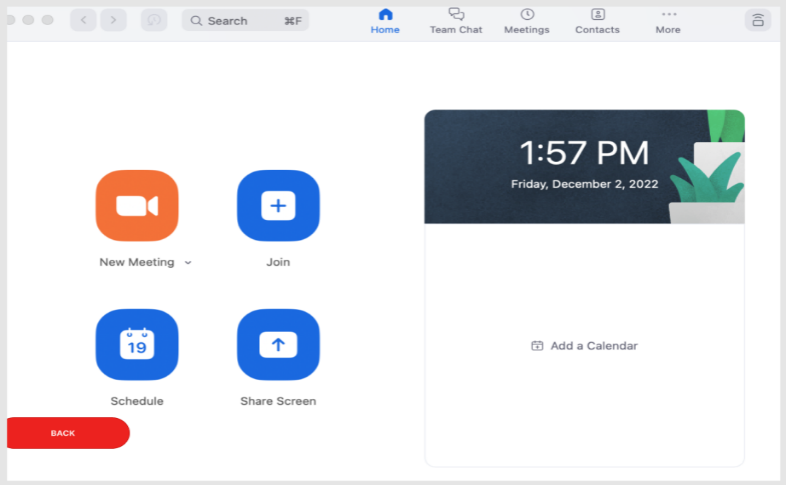 Search ⌘F
Home
Team Chat
Meetings
Contacts
More
1:57 PM
Friday, December 2, 2022
New Meeting
Join
19
Schedule
Share Screen
Add a Calendar
BACK